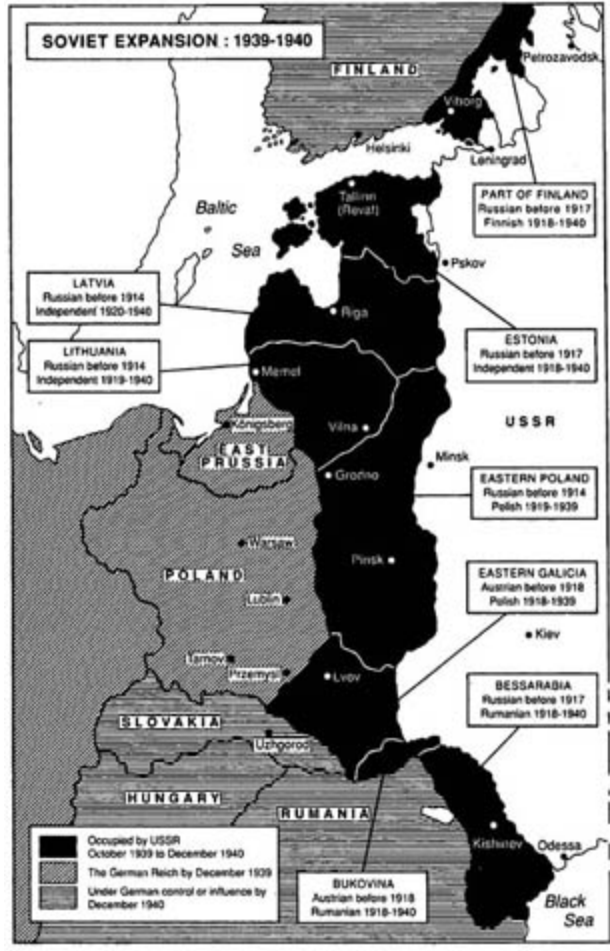 SOVIET EXPANSION : 1939-1940
FINLAND
Petrozavodsk
Viborg
Helsinki
Leningrad
Tallinn
(Reval)
PART OF FINLAND
Russian before 1917
Finnish 1918-1940
Baltic
Sea
Pskov
LATVIA
Russian before 1914
Independent 1920-1940
Riga
ESTONIA
Russian before 1917
Independent 1918-1940
LITHUANIA
Russian before 1914
Independent 1919-1940
Memel
Königsberg
Vilna
USSR
EAST
PRUSSIA
Minsk
Grodno
EASTERN POLAND
Russian before 1914
Polish 1919-1939
Warsaw
POLAND
Pinsk
Lublin
EASTERN GALICIA
Austrian before 1918
Polish 1918-1939
Kiev
Tarnov
Przemysl
Lvov
BESSARABIA
Russian before 1917
Rumanian 1918-1940
SLOVAKIA
Uzhgorod
HUNGARY
RUMANIA
Kishinev
Odessa
Occupied by USSR
October 1939 to December 1940
The German Reich by December 1939
Under German control or influence by
December 1940
BUKOVINA
Austrian before 1918
Rumanian 1918-1940
Black
Sea